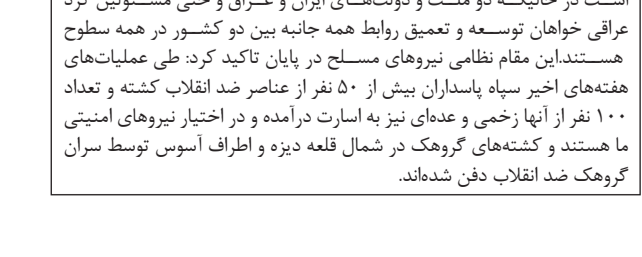 است در حالیکه دو ملت و دولت‌های ایران و عراق و حتی مسئولین کرد
عراقی خواهان توسعه و تعمیق روابط همه جانبه بین دو کشور در همه سطوح
هستند.این مقام نظامی نیروهای مسلح در پایان تاکید کرد: طی عملیات‌های
هفته‌های اخیر سپاه پاسداران بیش از ۵۰ نفر از عناصر ضد انقلاب کشته و تعداد
۱۰۰ نفر از آنها زخمی و عده‌ای نیز به اسارت درآمده و در اختیار نیروهای امنیتی
ما هستند و کشته‌های گروهک در شمال قلعه دیزه و اطراف آسوس توسط سران
گروهک ضد انقلاب دفن شده‌اند.